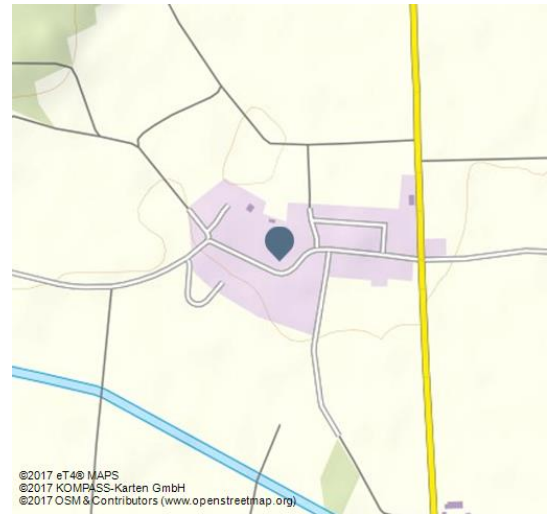 ©2017 eT4® MAPS
©2017 KOMPASS-Karten GmbH
©2017 OSM & Contributors (www.openstreetmap.org)